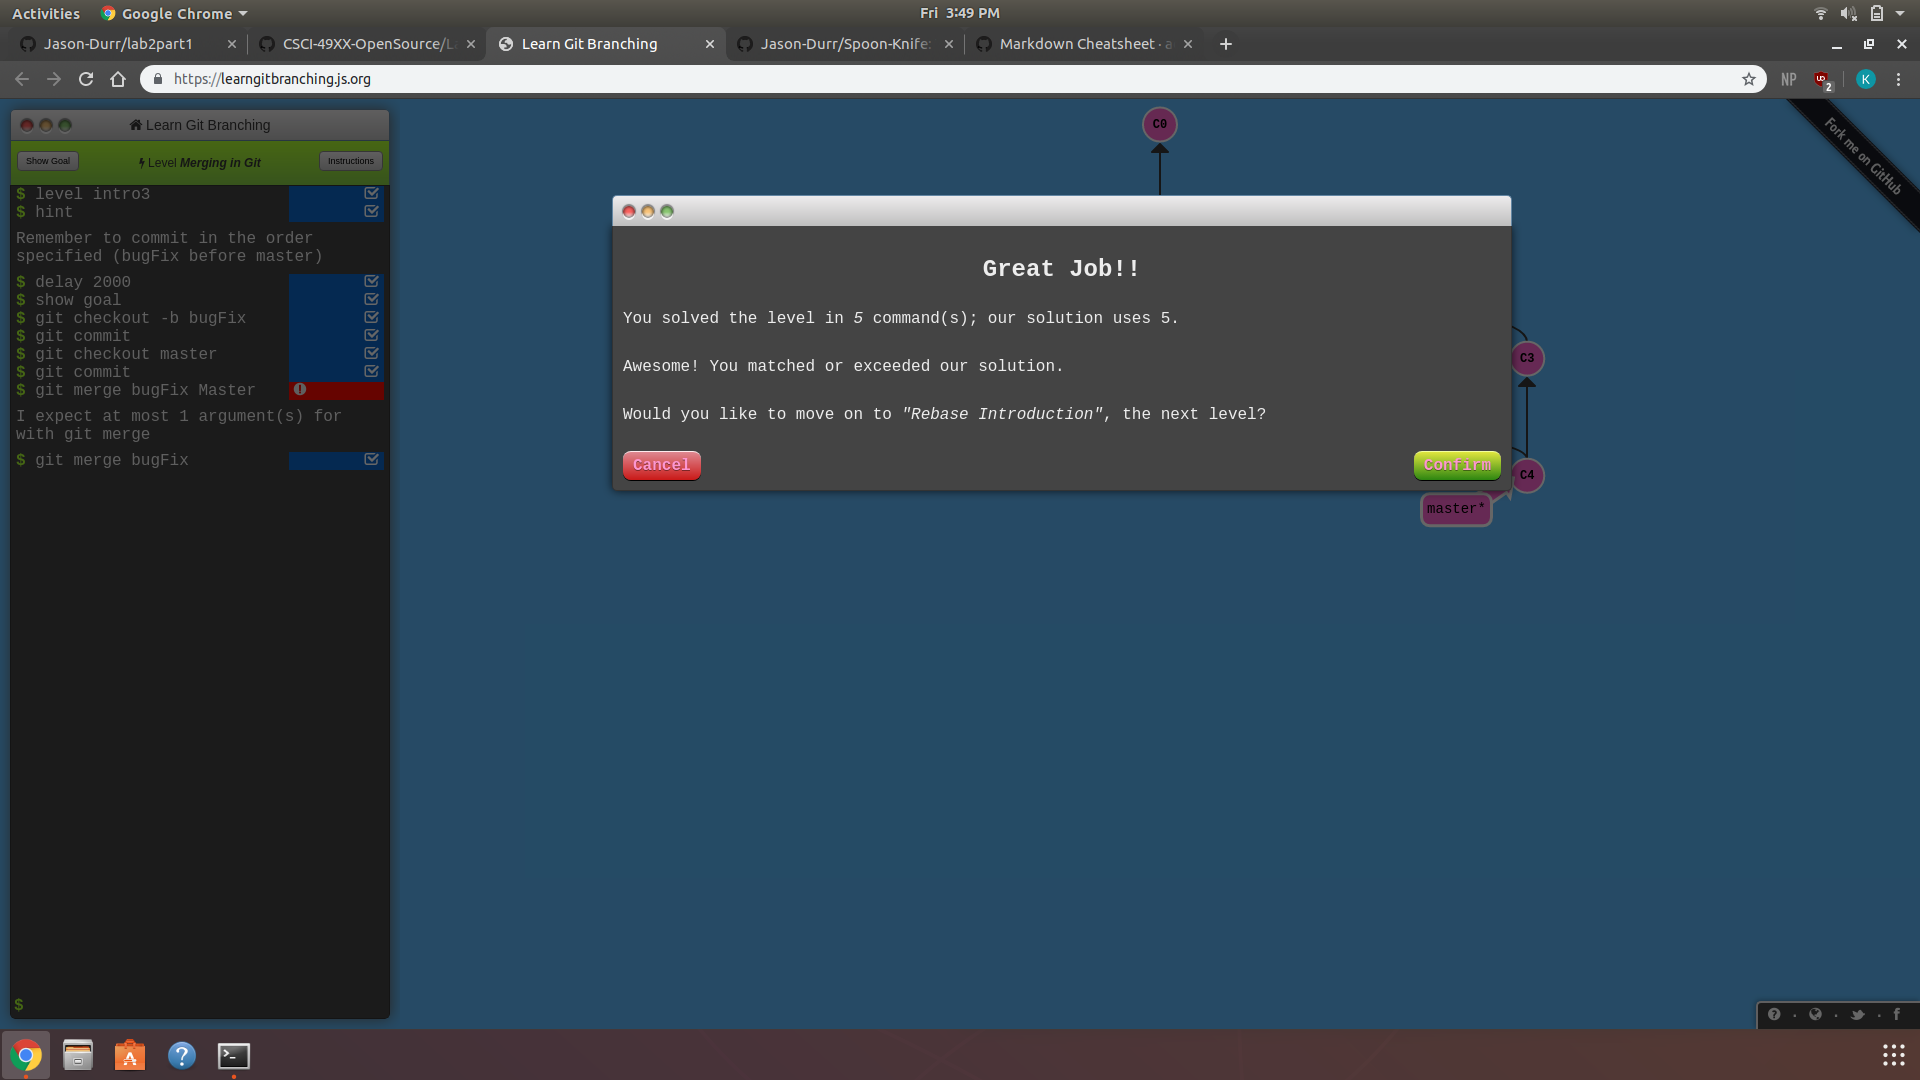 Activities
Google Chrome
Fri 3:49 PM
Jason-Durr/lab2part1
CSCI-49XX-OpenSource/La
Learn Git Branching
Jason-Durr/Spoon-Knife:
Markdown Cheatsheet · a
https://learngitbranching.js.org
NP
2
K
Learn Git Branching
Show Goal
Level Merging in Git
Instructions
$ level intro3
$ hint
Remember to commit in the order
specified (bugFix before master)
$ delay 2000
$ show goal
$ git checkout -b bugFix
$ git commit
$ git checkout master
$ git commit
$ git merge bugFix Master
I expect at most 1 argument(s) for
with git merge
$ git merge bugFix
$
C0
Fork me on GitHub
Great Job!!
You solved the level in 5 command(s); our solution uses 5.
Awesome! You matched or exceeded our solution.
Would you like to move on to "Rebase Introduction", the next level?
Cancel
Confirm
C3
C4
master*